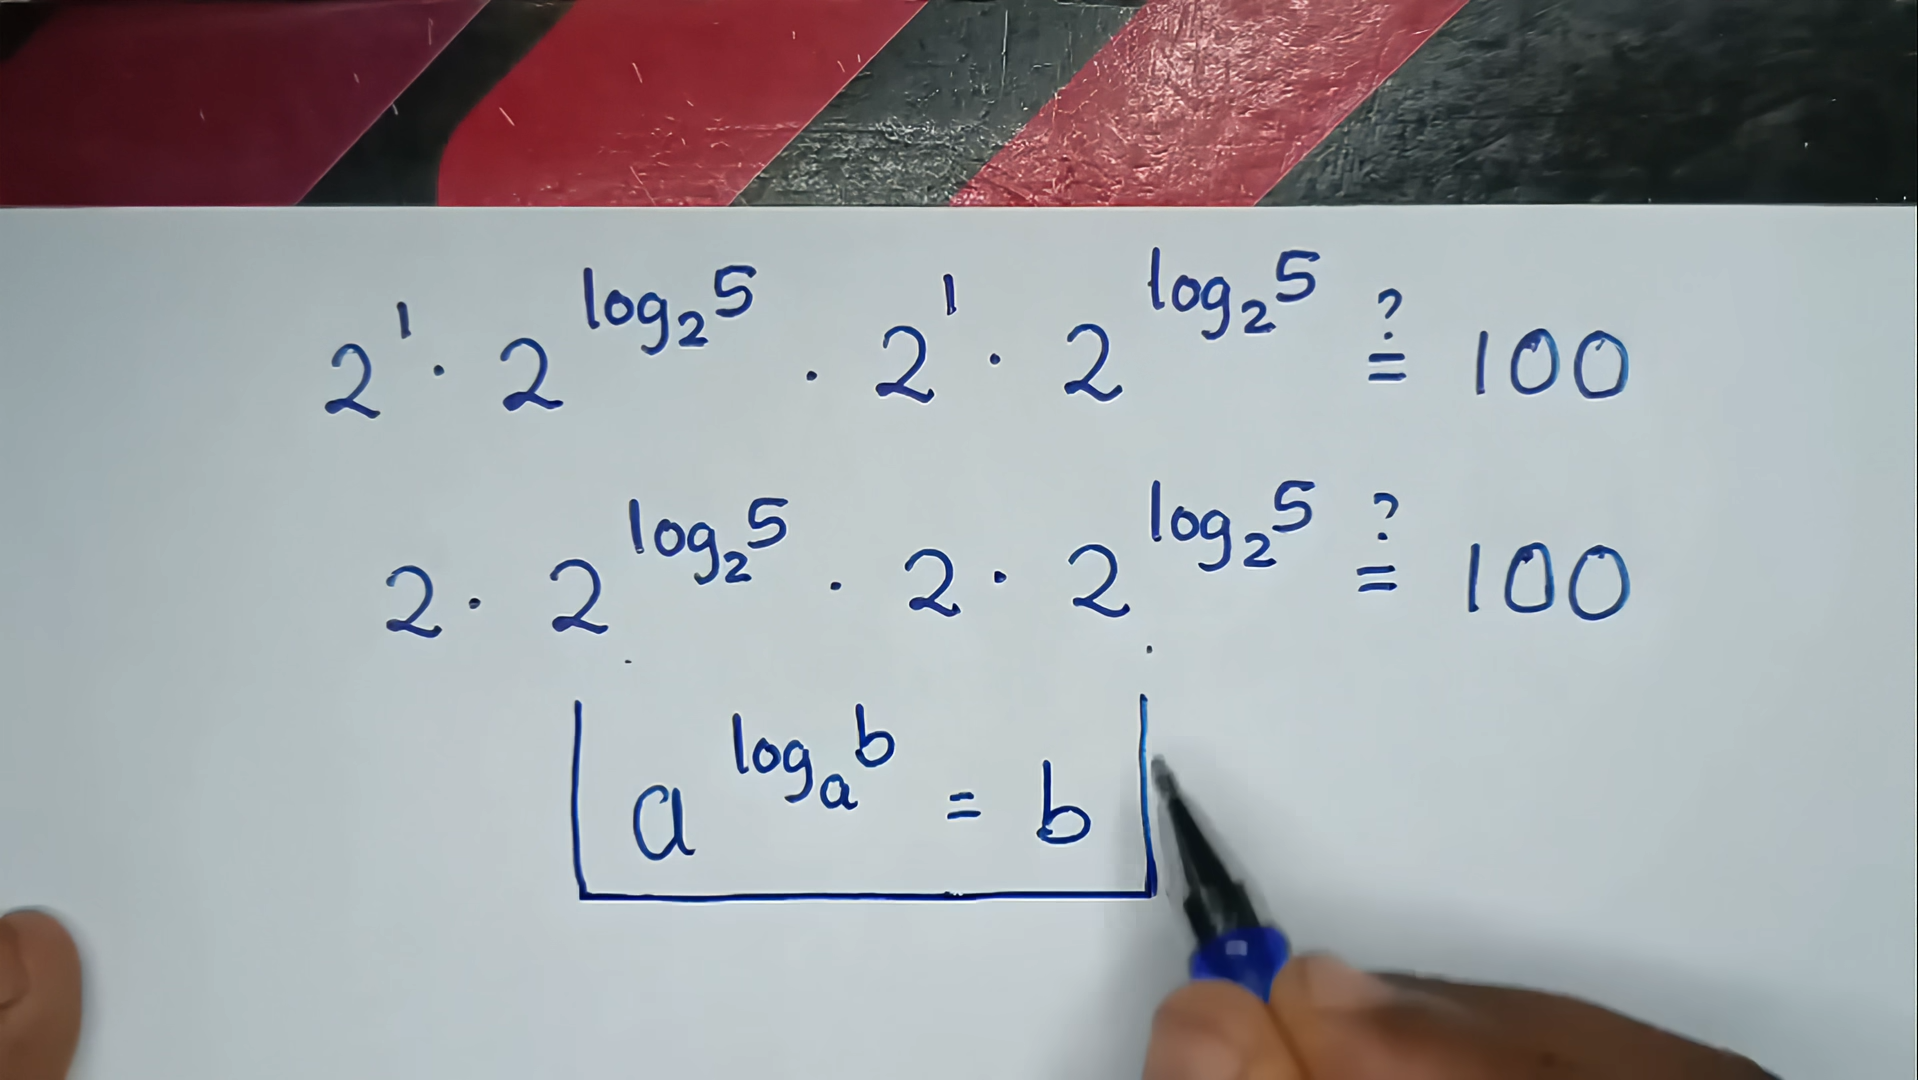 2¹ · 2^(log₂5) · 2¹ · 2^(log₂5) ≟ 100
2 · 2^(log₂5) · 2 · 2^(log₂5) ≟ 100
a^(logₐb) = b